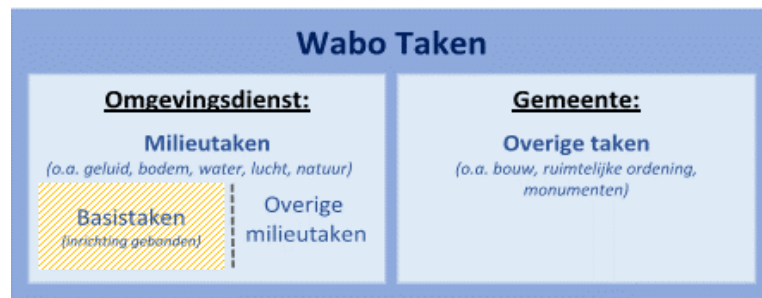 Wabo Taken
Omgevingsdienst:
Milieutaken
(o.a. geluid, bodem, water, lucht, natuur)
Basistaken
(inrichting gebonden)
Overige
milieutaken
Gemeente:
Overige taken
(o.a. bouw, ruimtelijke ordening,
monumenten)